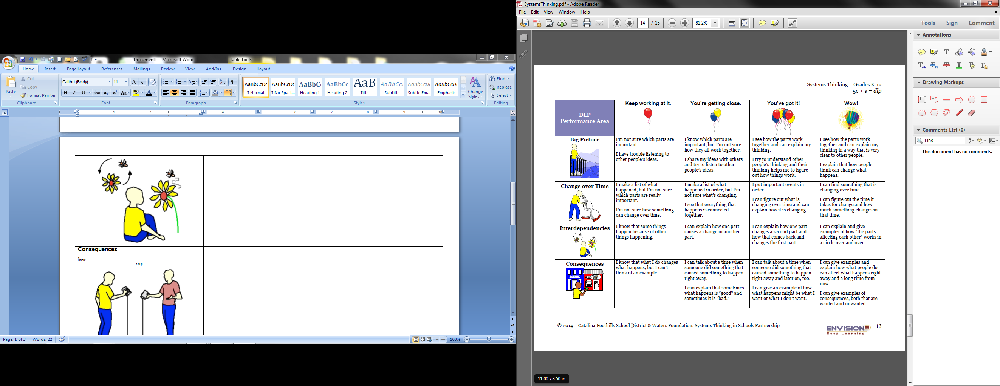 Document1 - Microsoft Word
Table Tools
Home
Insert
Page Layout
References
Mailings
Review
View
Add-Ins
Design
Layout
Paste
Cut
Copy
Format Painter
Clipboard
Calibri (Body)
11
Font
Paragraph
AaBbCcDc
¶ Normal
AaBbCcDc
¶ No Spaci...
AaBbC
Heading 1
AaBbCc
Heading 2
AaB
Title
AaBbCc.
Subtitle
AaBbCcDc
Subtle Em...
AaBbCcDc
Emphasis
Change
Styles
Styles
Find
Replace
Select
Editing
Consequences
Donut
Shop
Page: 1 of 3
Words: 22
100%
SystemsThinking.pdf - Adobe Reader
File
Edit
View
Window
Help
14
/ 15
81.2%
Tools
Sign
Comment
Systems Thinking – Grades K-12
5c + s = dlp
DLP
Performance Area
Keep working at it.
You're getting close.
You've got It!
Wow!
Big Picture
I'm not sure which parts are
important.
I have trouble listening to
other people's ideas.
I know which parts are
important, but I'm not sure
how they all work together.
I share my ideas with others
and try to listen to other
people's ideas.
I see how the parts work
together and can explain my
thinking.
I try to understand other
people's thinking and their
thinking helps me to figure
out how things work.
I see how the parts work
together and can explain my
thinking in a way that is very
clear to other people.
I explain that how people
think can change what
happens.
Change over Time
I make a list of what
happened, but I'm not sure
which parts are really
important.
I'm not sure how something
can change over time.
I make a list of what
happened in order, but I'm
not sure what's changing.
I see that everything that
happens is connected
together.
I put important events in
order.
I can figure out what is
changing over time and can
explain how it is changing.
I can find something that is
changing over time.
I can figure out the time it
takes for change and how
much something changes in
that time.
Interdependencies
I know that some things
happen because of other
things happening.
I can explain how one part
causes a change in another
part.
I can explain how one part
changes a second part and
how that comes back and
changes the first part.
I can explain and give
examples of how “the parts
affecting each other” works in
a circle over and over.
Consequences
I know that what I do changes
what happens, but I can't
think of an example.
I can talk about a time when
someone did something that
caused something to happen
right away.
I can explain that sometimes
what happens is “good” and
sometimes it is “bad.”
I can talk about a time when
someone did something that
caused something to happen
right away and later on, too.
I can give an example of how
what happens might be what I
want or what I don't want.
I can give examples and
explain how what people do
can affect what happens right
away and a long time from
now.
I can give examples of
consequences, both that are
wanted and unwanted.
© 2014 – Catalina Foothills School District & Waters Foundation, Systems Thinking in Schools Partnership
ENVISION 21
Deep Learning
13
11.00 x 8.50 in
Annotations
Drawing Markups
Comments List (0)
Find
This document has no comments.